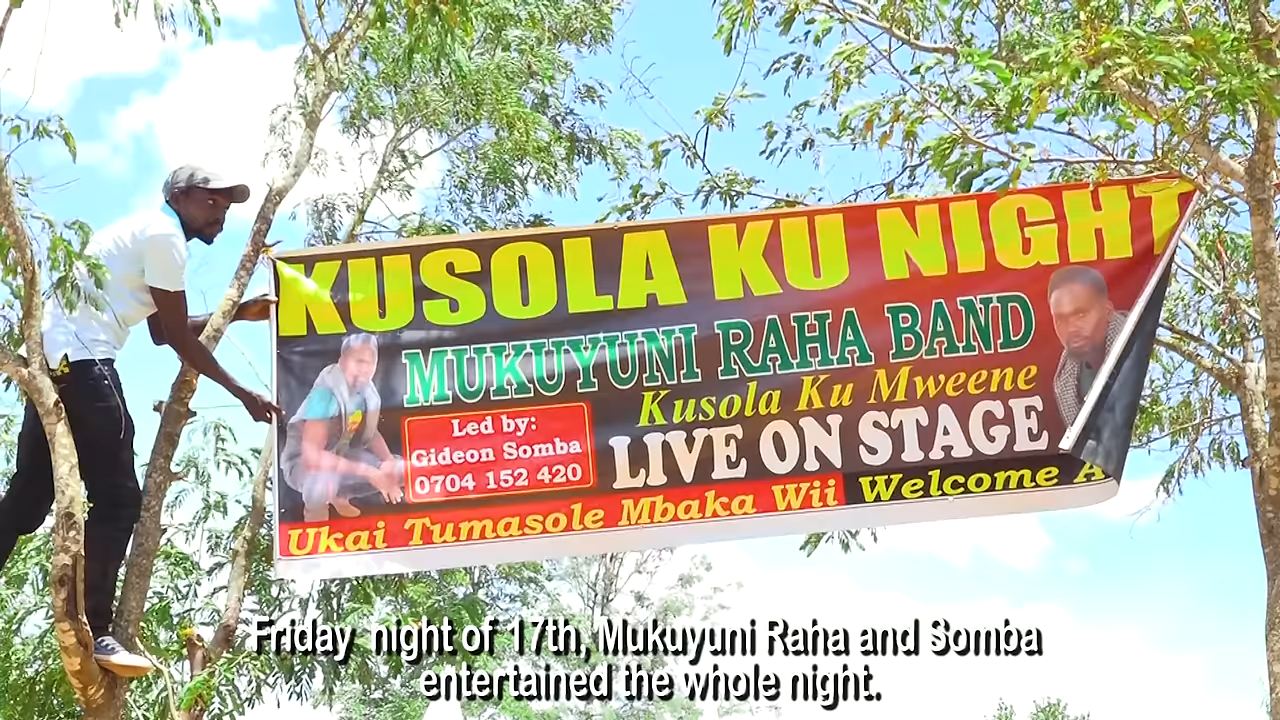 KUSOLA KU NIGHT
MUKUYUNI RAHA BAND
Kusola Ku Mweene
Led by:
Gideon Somba
0704 152 420
LIVE ON STAGE
Ukai Tumasole Mbaka Wii Welcome
Friday night of 17th, Mukuyuni Raha and Somba
entertained the whole night.